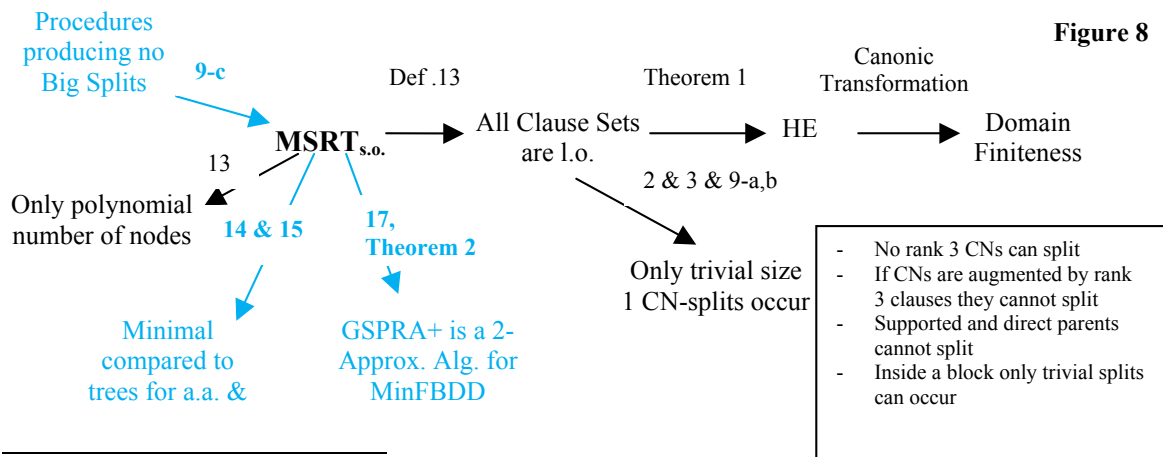 Figure 8
Procedures
producing no
Big Splits
9-c
MSRTs.o.
Def .13
All Clause Sets
are l.o.
Theorem 1
HE
Canonic
Transformation
Domain
Finiteness
13
Only polynomial
number of nodes
14 & 15
Minimal
compared to
trees for a.a. &
17,
Theorem 2
GSPRA+ is a 2-
Approx. Alg. for
MinFBDD
2 & 3 & 9-a,b
Only trivial size
1 CN-splits occur
- No rank 3 CNs can split
- If CNs are augmented by rank
3 clauses they cannot split
- Supported and direct parents
cannot split
- Inside a block only trivial splits
can occur